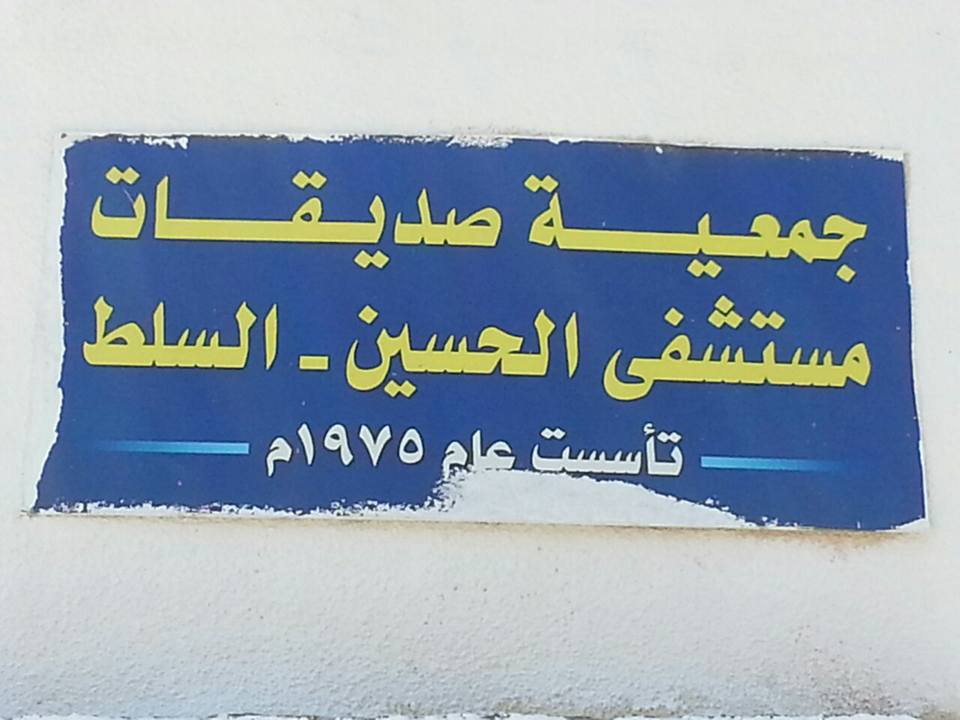 جمعية صديقات
مستشفى الحسين - السلط
تأسست عام ١٩٧٥م